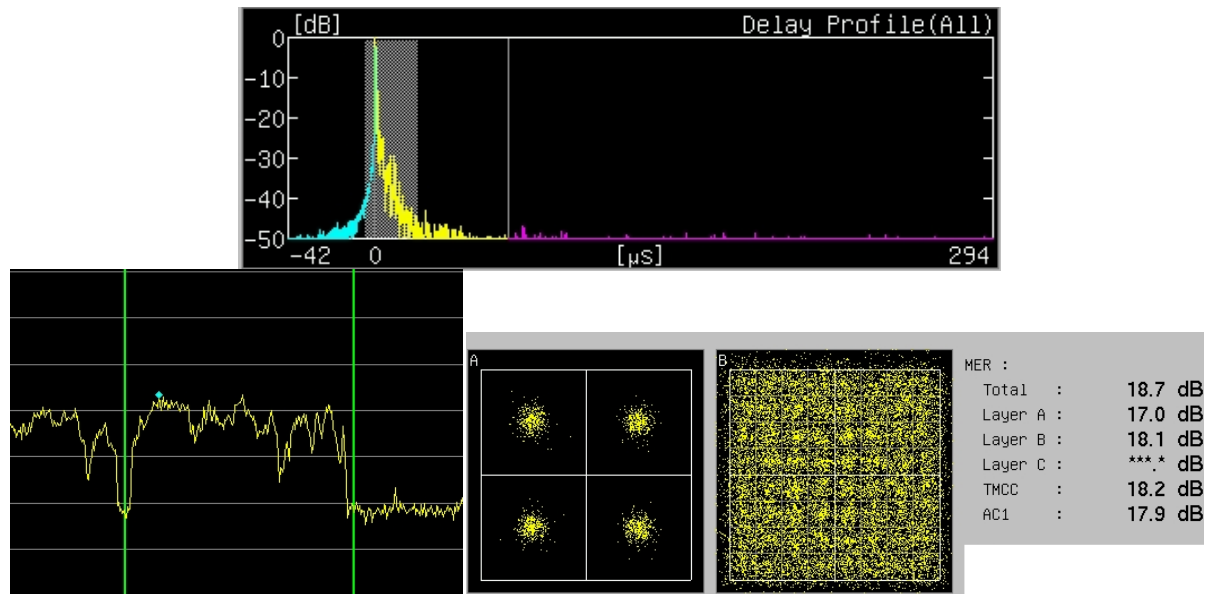 [dB] Delay Profile(All)
0
-10
-20
-30
-40
-50
-42 0 [μS] 294
A
B
MER :
Total : 18.7 dB
Layer A : 17.0 dB
Layer B : 18.1 dB
Layer C : ***.* dB
TMCC : 18.2 dB
AC1 : 17.9 dB